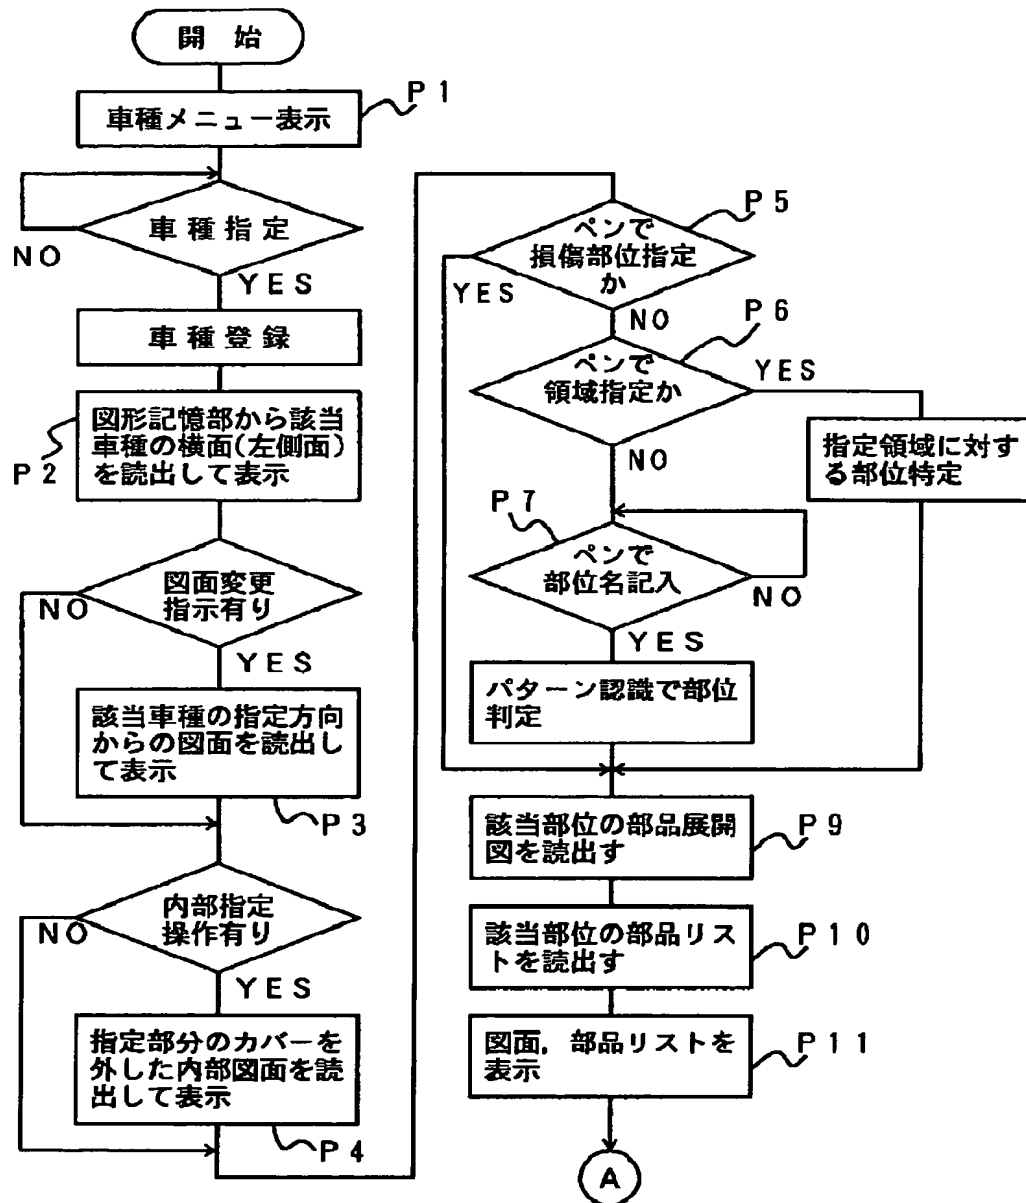 開 始
車種メニュー表示
P1
車種指定
NO
YES
車種登録
図形記憶部から該当
車種の横面(左側面)
を読出して表示
P2
図面変更
指示有り
NO
YES
該当車種の指定方向
からの図面を読出し
て表示
P3
内部指定
操作有り
NO
YES
指定部分のカバーを
外した内部図面を読
出して表示
P4
ペンで
損傷部位指定
か
P5
YES
NO
ペンで
領域指定か
P6
YES
NO
指定領域に対す
る部位特定
P7
ペンで
部位名記入
NO
YES
パターン認識で部位
判定
該当部位の部品展開
図を読出す
P9
該当部位の部品リス
トを読出す
P10
図面，部品リストを
表示
P11
A